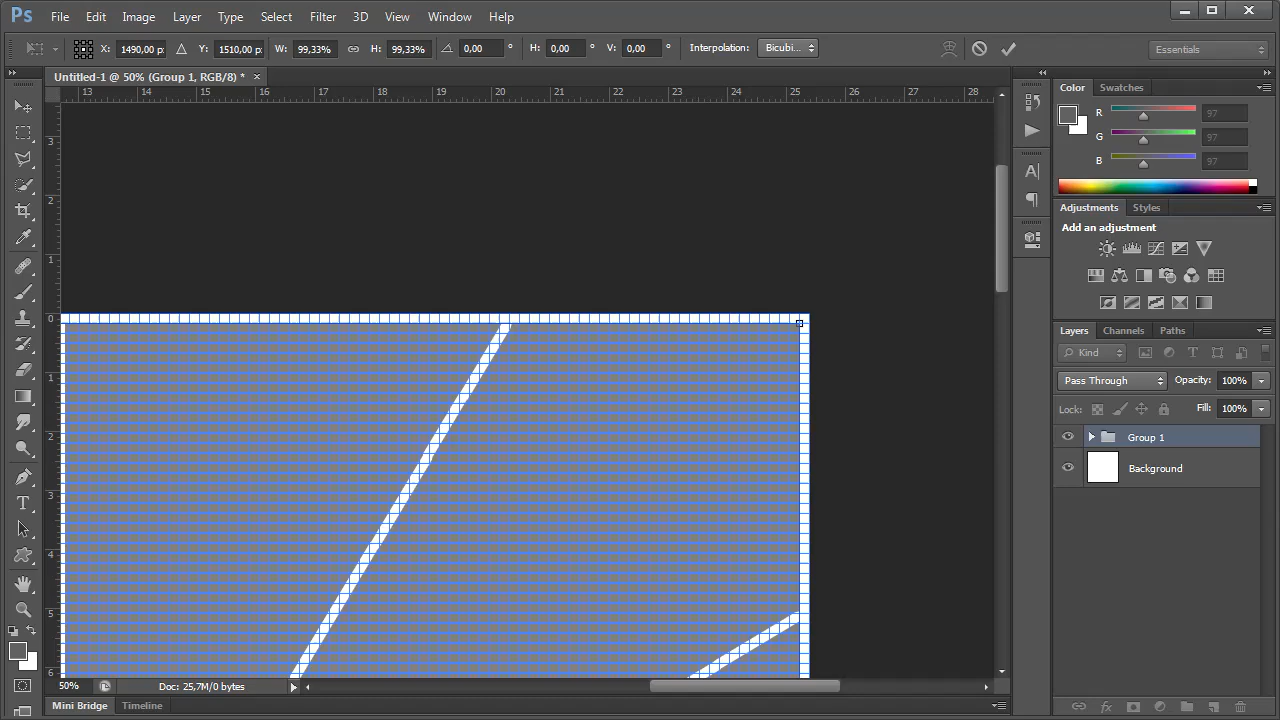 Ps File Edit Image Layer Type Select Filter 3D View Window Help
X: 1490,00 px Y: 1510,00 px W: 99,33% H: 99,33% 0,00 ° H: 0,00 ° V: 0,00 ° Interpolation: Bicubi... Essentials
Untitled-1 @ 50% (Group 1, RGB/8) * ×
13 14 15 16 17 18 19 20 21 22 23 24 25 26 27 28
3
2
1
0
1
2
3
4
5
6
50% Doc: 25,7M/0 bytes
Mini Bridge Timeline
Color Swatches
R 97
G 97
B 97
Adjustments Styles
Add an adjustment
Layers Channels Paths
Kind
Pass Through Opacity: 100%
Lock: Fill: 100%
Group 1
Background